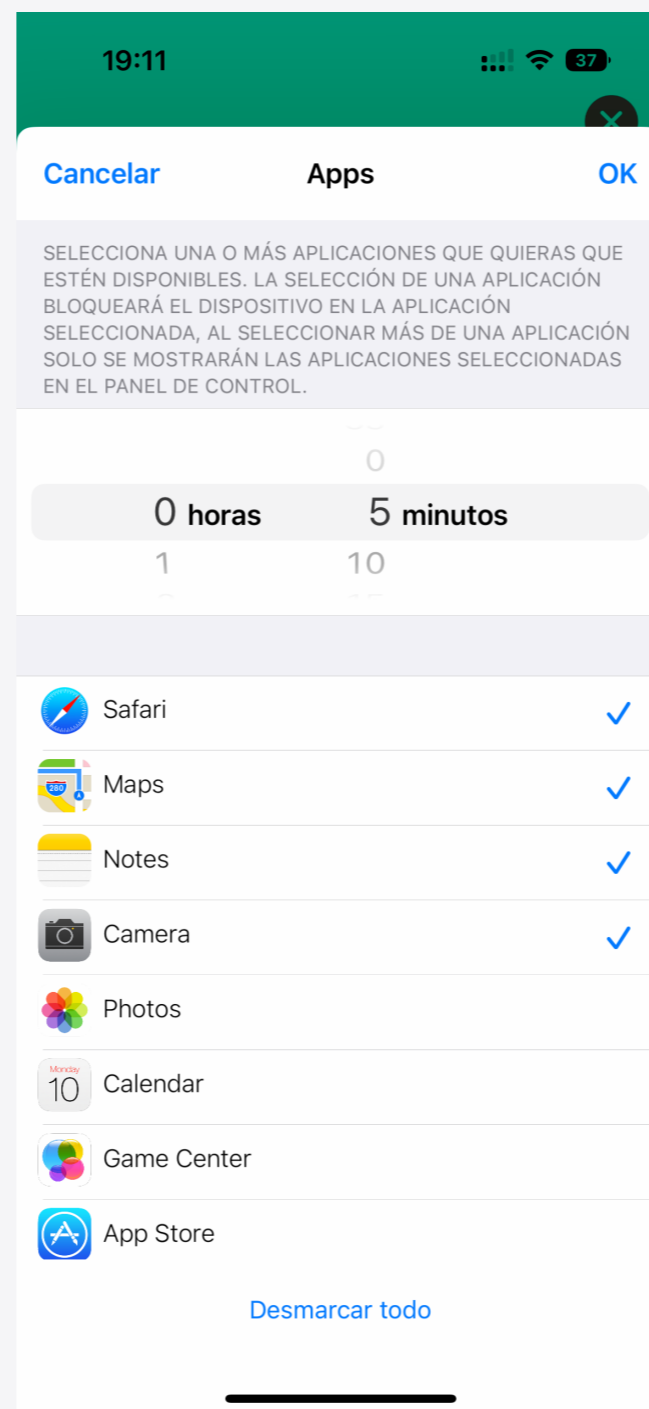 19:11
37
Cancelar Apps OK
SELECCIONA UNA O MÁS APLICACIONES QUE QUIERAS QUE
ESTÉN DISPONIBLES. LA SELECCIÓN DE UNA APLICACIÓN
BLOQUEARÁ EL DISPOSITIVO EN LA APLICACIÓN
SELECCIONADA, AL SELECCIONAR MÁS DE UNA APLICACIÓN
SOLO SE MOSTRARÁN LAS APLICACIONES SELECCIONADAS
EN EL PANEL DE CONTROL.
0
0 horas 5 minutos
1 10
Safari
280
Maps
Notes
Camera
Photos
Monday
10
Calendar
Game Center
App Store
Desmarcar todo